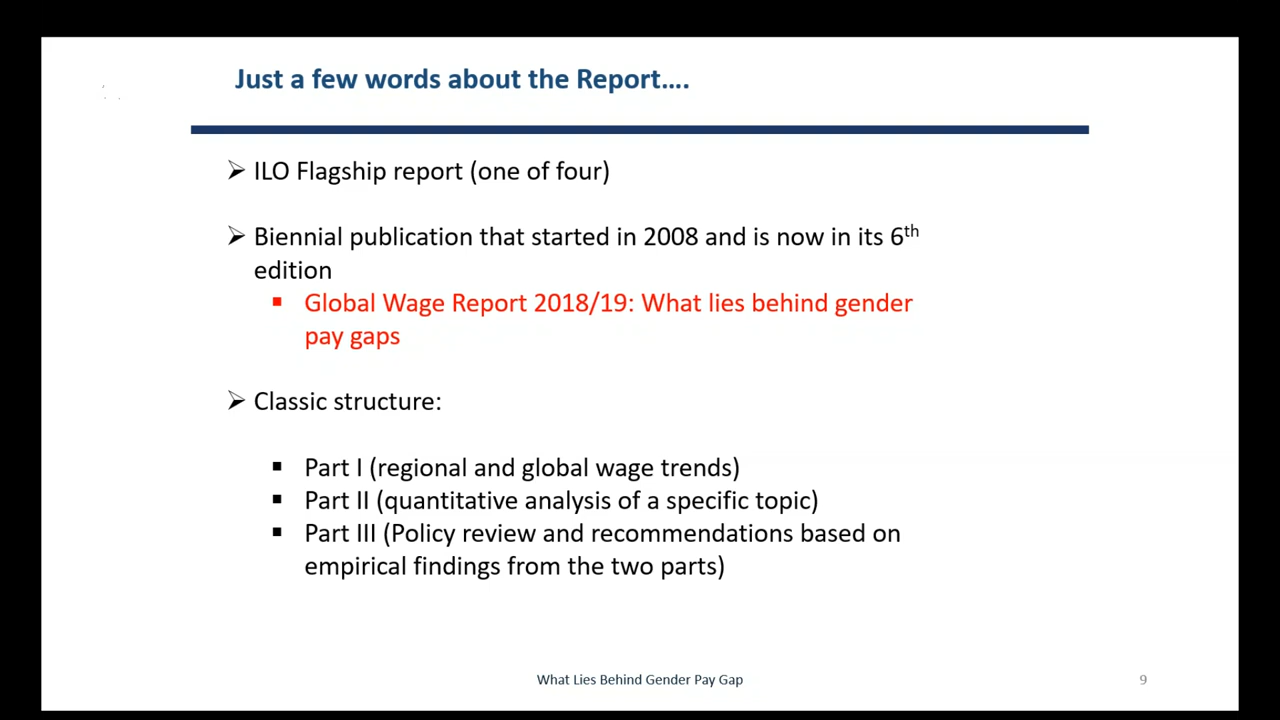 Just a few words about the Report....
➢ ILO Flagship report (one of four)
➢ Biennial publication that started in 2008 and is now in its 6th
edition
▪ Global Wage Report 2018/19: What lies behind gender
pay gaps
➢ Classic structure:
▪ Part I (regional and global wage trends)
▪ Part II (quantitative analysis of a specific topic)
▪ Part III (Policy review and recommendations based on
empirical findings from the two parts)
What Lies Behind Gender Pay Gap
9